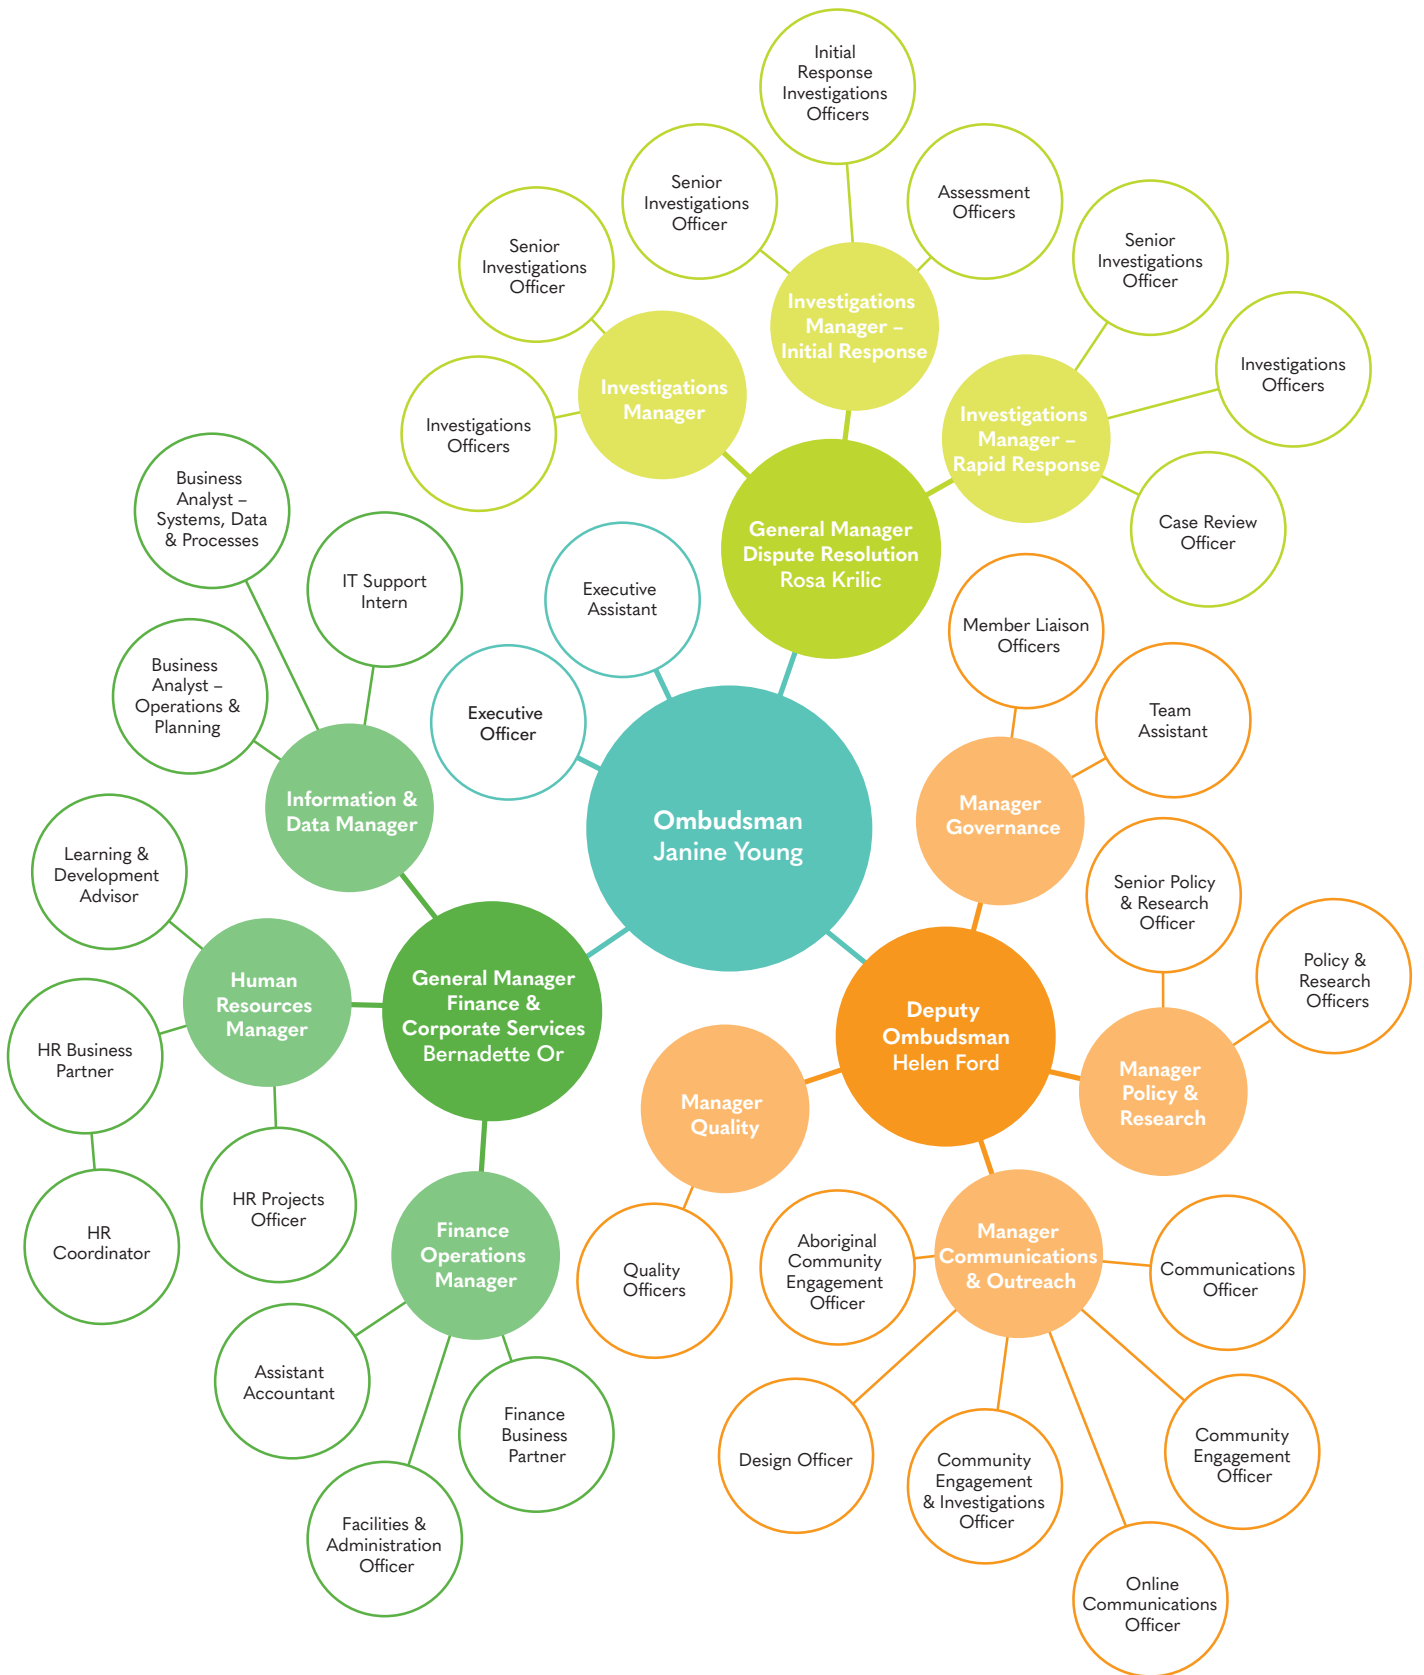 Initial
Response
Investigations
Officers
Senior
Investigations
Officer
Assessment
Officers
Senior
Investigations
Officer
Senior
Investigations
Officer
Investigations
Manager –
Initial Response
Investigations
Officers
Investigations
Manager
Investigations
Manager –
Rapid Response
Investigations
Officers
Business
Analyst –
Systems, Data
& Processes
General Manager
Dispute Resolution
Rosa Krilic
Case Review
Officer
IT Support
Intern
Executive
Assistant
Member Liaison
Officers
Business
Analyst –
Operations &
Planning
Executive
Officer
Team
Assistant
Information &
Data Manager
Ombudsman
Janine Young
Manager
Governance
Learning &
Development
Advisor
Senior Policy
& Research
Officer
Human
Resources
Manager
General Manager
Finance &
Corporate Services
Bernadette Or
Deputy
Ombudsman
Helen Ford
Policy &
Research
Officers
HR Business
Partner
Manager
Quality
Manager
Policy &
Research
HR
Coordinator
HR Projects
Officer
Finance
Operations
Manager
Quality
Officers
Aboriginal
Community
Engagement
Officer
Manager
Communications
& Outreach
Communications
Officer
Assistant
Accountant
Finance
Business
Partner
Design Officer
Community
Engagement
& Investigations
Officer
Community
Engagement
Officer
Facilities &
Administration
Officer
Online
Communications
Officer